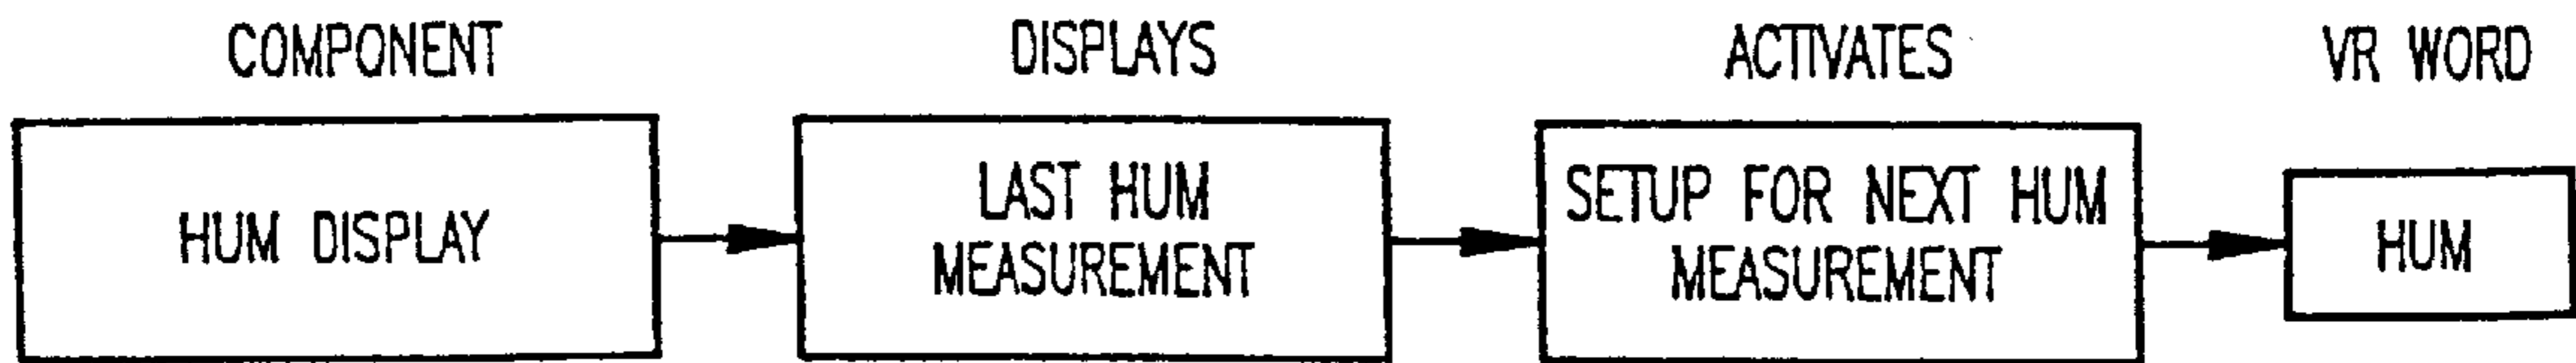 COMPONENT DISPLAYS ACTIVATES VR WORD
HUM DISPLAY
LAST HUM
MEASUREMENT
SETUP FOR NEXT HUM
MEASUREMENT
HUM